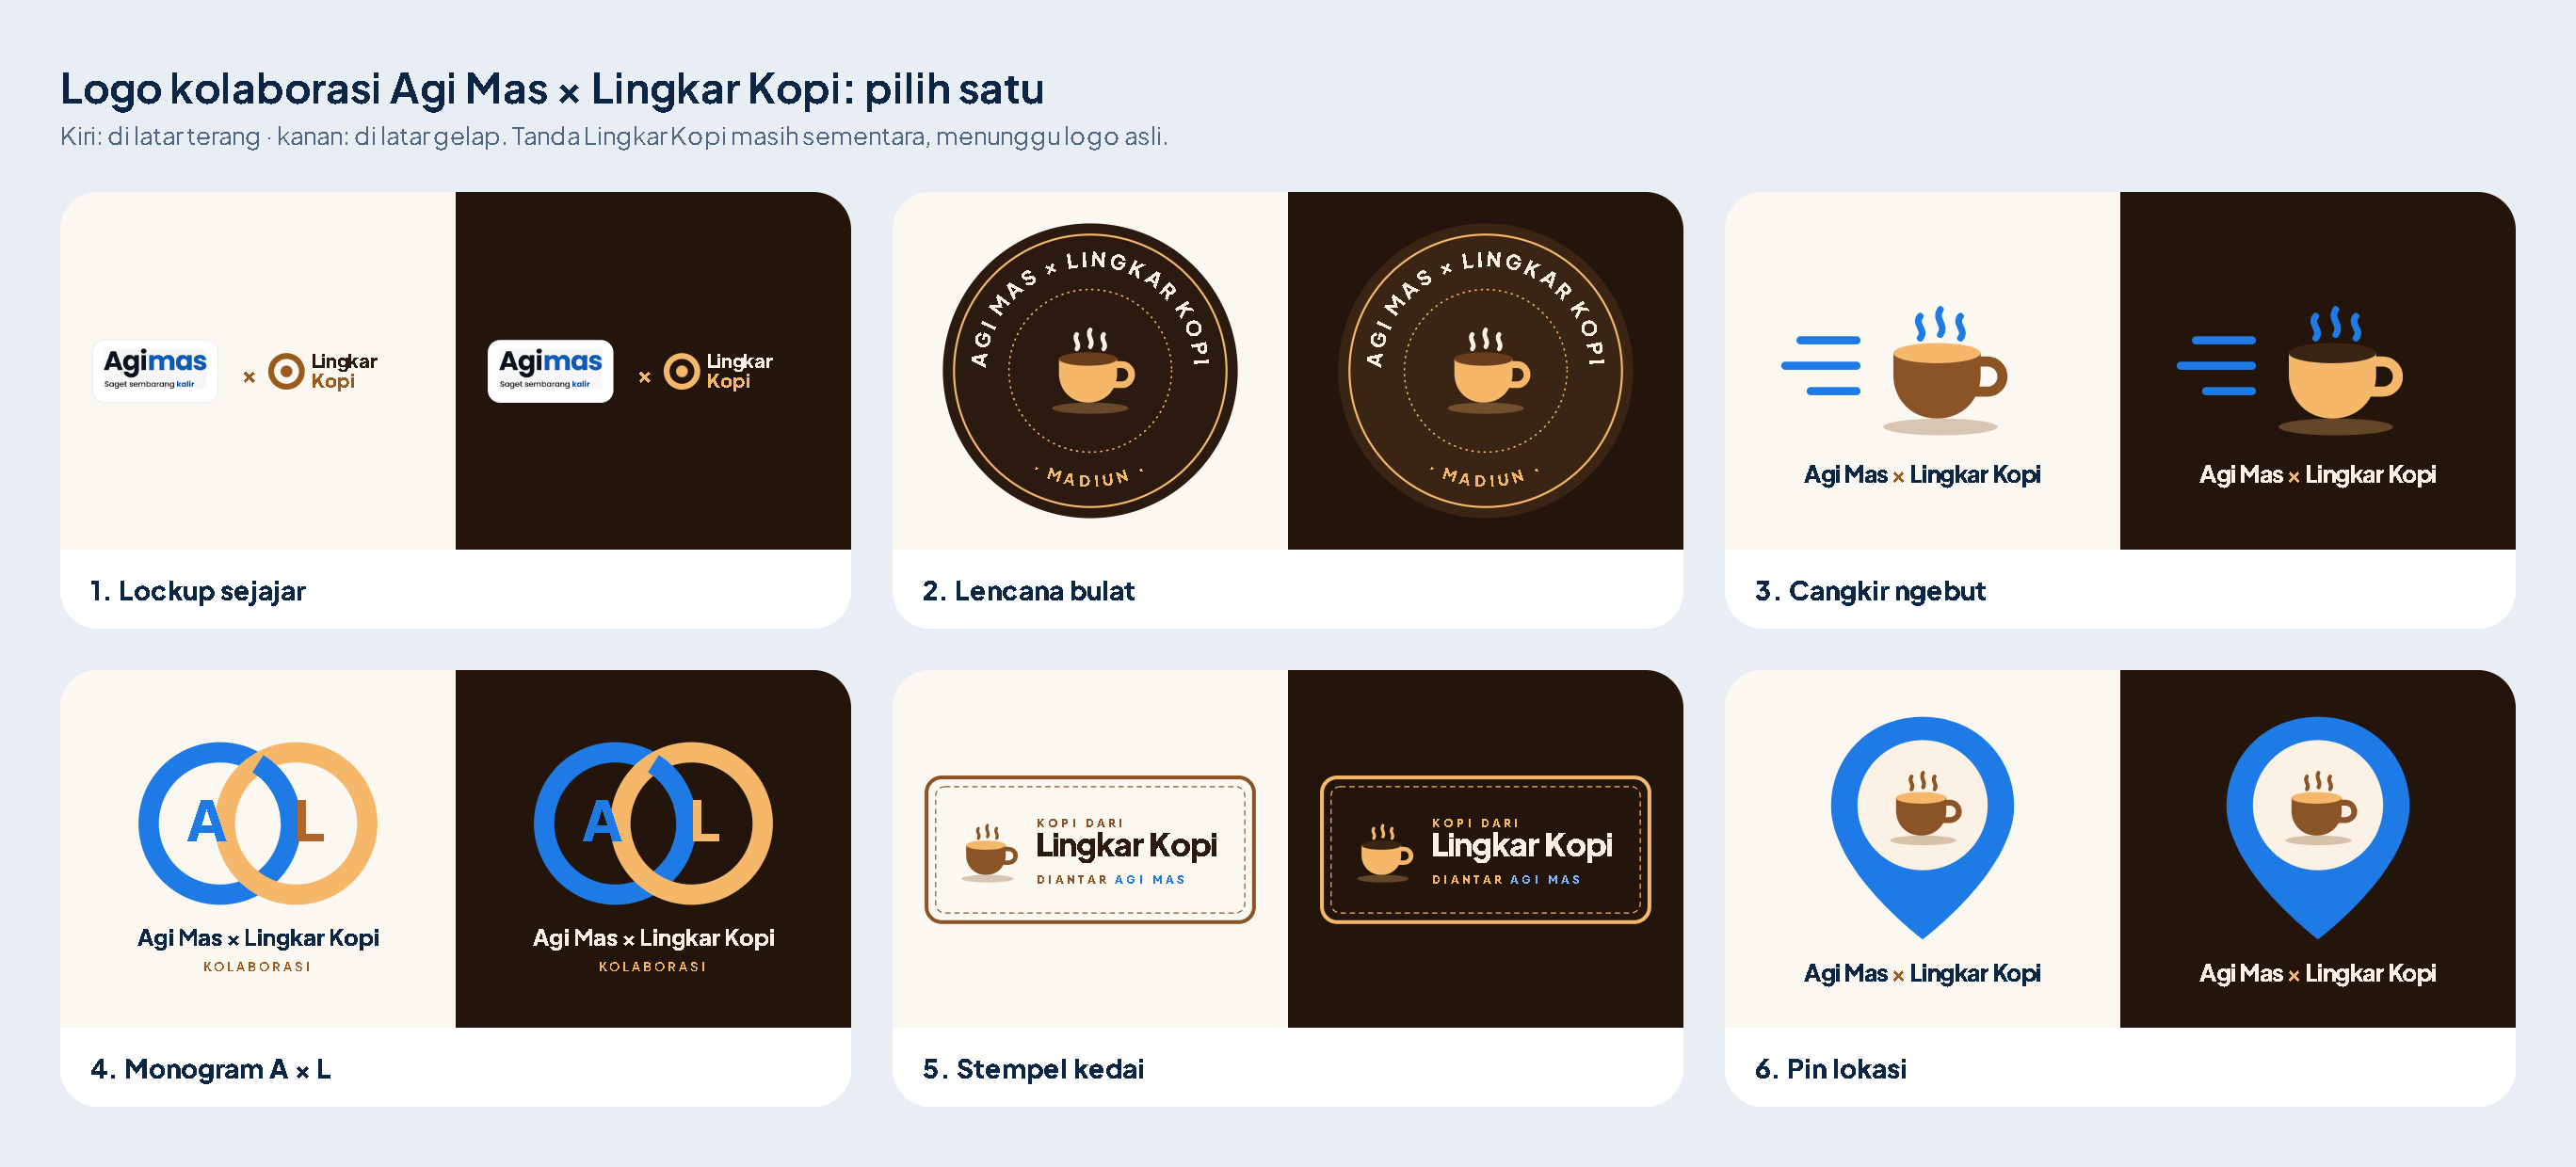 Logo kolaborasi Agi Mas × Lingkar Kopi: pilih satu
Kiri: di latar terang · kanan: di latar gelap. Tanda Lingkar Kopi masih sementara, menunggu logo asli.
Agimas
Saget sembarang kalir
×
Lingkar
Kopi
Agimas
Saget sembarang kalir
×
Lingkar
Kopi
1. Lockup sejajar
AGI MAS × LINGKAR KOPI
· MADIUN ·
AGI MAS × LINGKAR KOPI
· MADIUN ·
2. Lencana bulat
Agi Mas × Lingkar Kopi
Agi Mas × Lingkar Kopi
3. Cangkir ngebut
A L
Agi Mas × Lingkar Kopi
KOLABORASI
A L
Agi Mas × Lingkar Kopi
KOLABORASI
4. Monogram A × L
KOPI DARI
Lingkar Kopi
DIANTAR AGI MAS
KOPI DARI
Lingkar Kopi
DIANTAR AGI MAS
5. Stempel kedai
Agi Mas × Lingkar Kopi
Agi Mas × Lingkar Kopi
6. Pin lokasi